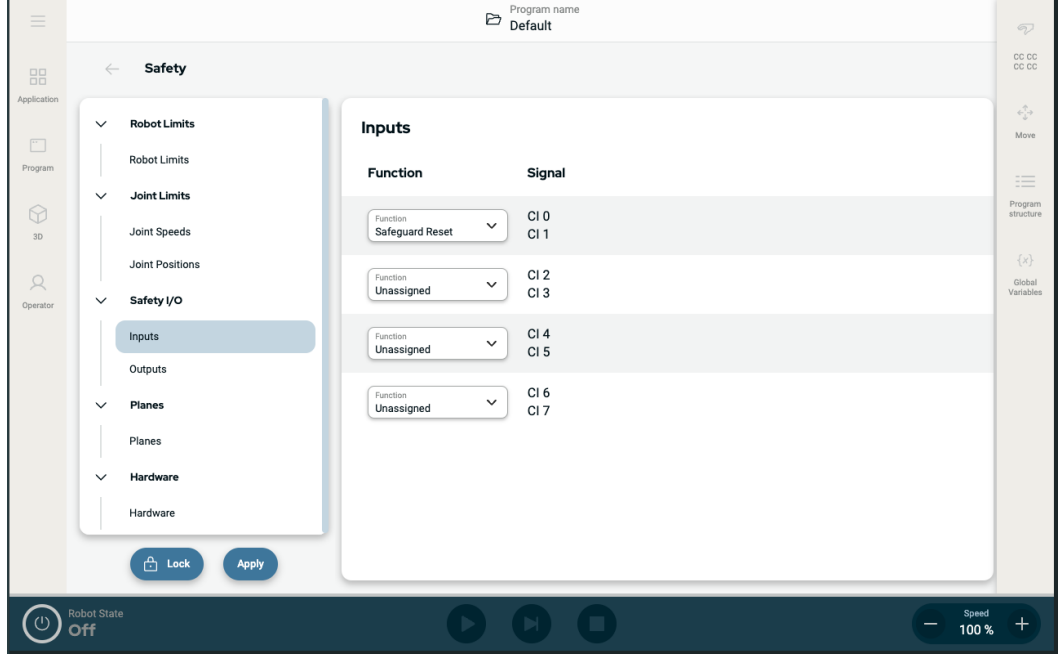 Program name
Default
Application
Program
3D
Operator
Safety
Robot Limits
Robot Limits
Joint Limits
Joint Speeds
Joint Positions
Safety I/O
Inputs
Outputs
Planes
Planes
Hardware
Hardware
Lock
Apply
Inputs
Function Signal
Function
Safeguard Reset
CI 0
CI 1
Function
Unassigned
CI 2
CI 3
Function
Unassigned
CI 4
CI 5
Function
Unassigned
CI 6
CI 7
CC CC
CC CC
Move
Program
structure
{x}
Global
Variables
Robot State
Off
Speed
100 %